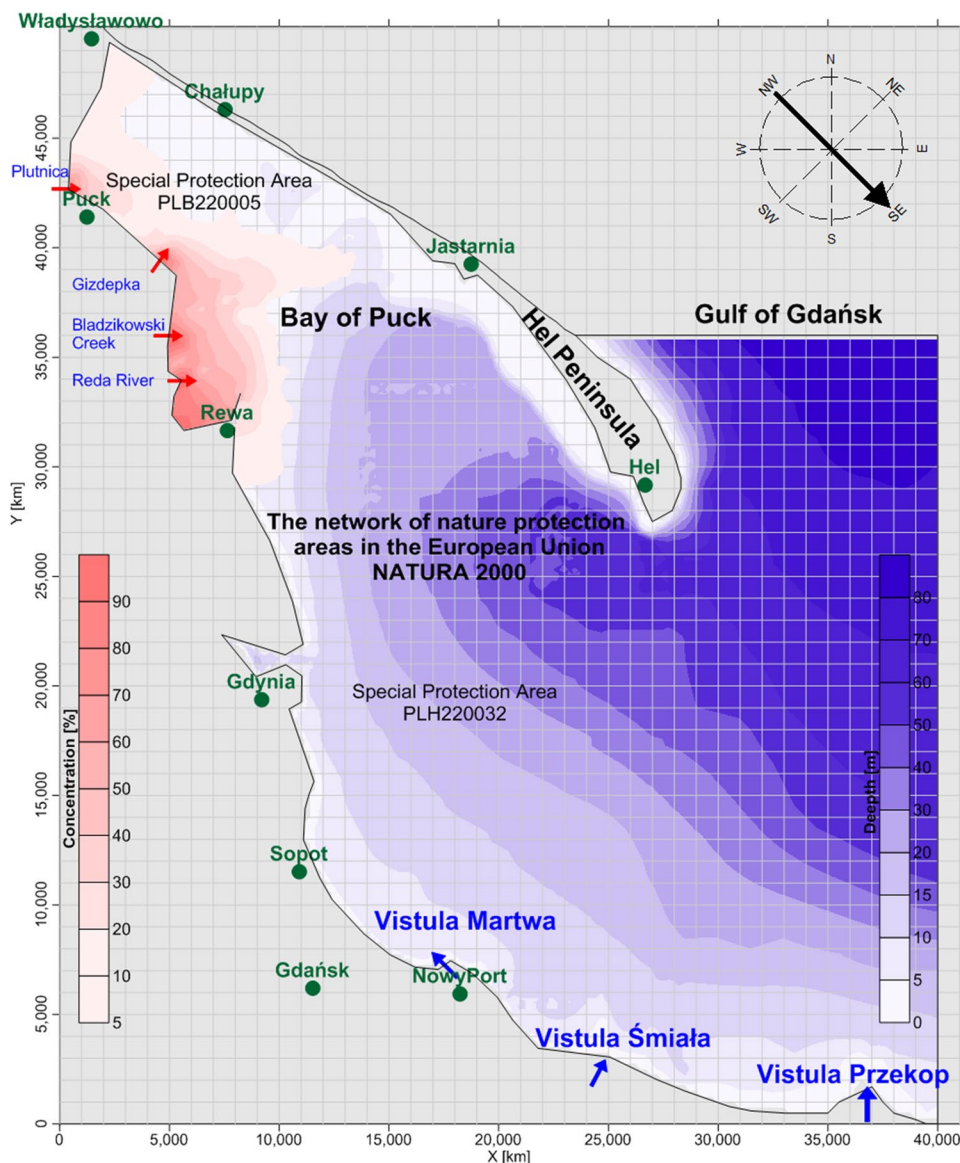 Władysławowo
Chałupy
N
NW
NE
W
E
SW
SE
S
Plutnica
Special Protection Area
PLB220005
Puck
Jastarnia
Gizdepka
Bay of Puck
Gulf of Gdańsk
Bladzikowski
Creek
Hel Peninsula
Reda River
Rewa
Hel
The network of nature protection
areas in the European Union
NATURA 2000
Gdynia
Special Protection Area
PLH220032
Sopot
Vistula Martwa
Gdańsk
NowyPort
Vistula Śmiała
Vistula Przekop
Concentration [%]
90
80
70
60
50
40
30
20
10
5
Deepth [m]
80
70
60
50
40
30
20
15
10
5
0
Y [km]
45,000
40,000
35,000
30,000
25,000
20,000
15,000
10,000
5,000
0
0
5,000
10,000
15,000
20,000
25,000
30,000
35,000
40,000
X [km]